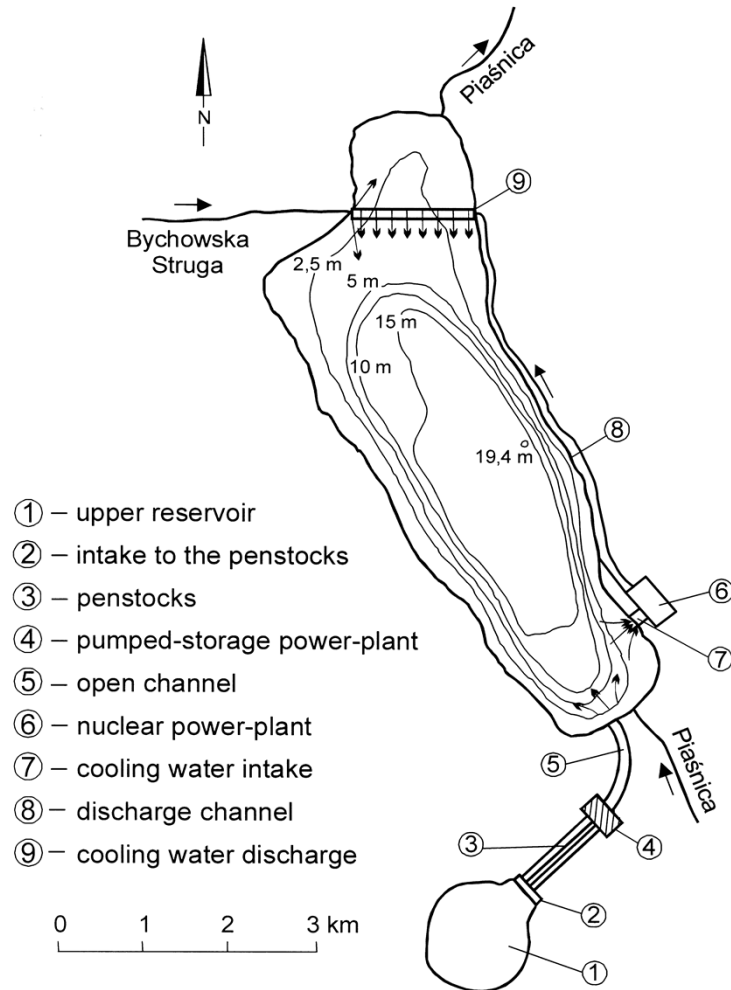 Piaśnica
N
⑨
Bychowska
Struga
2,5 m
5 m
15 m
10 m
19,4 m
⑧
① – upper reservoir
② – intake to the penstocks
③ – penstocks
④ – pumped-storage power-plant
⑤ – open channel
⑥ – nuclear power-plant
⑦ – cooling water intake
⑧ – discharge channel
⑨ – cooling water discharge
⑥
⑦
⑤
Piaśnica
③
④
②
①
0 1 2 3 km